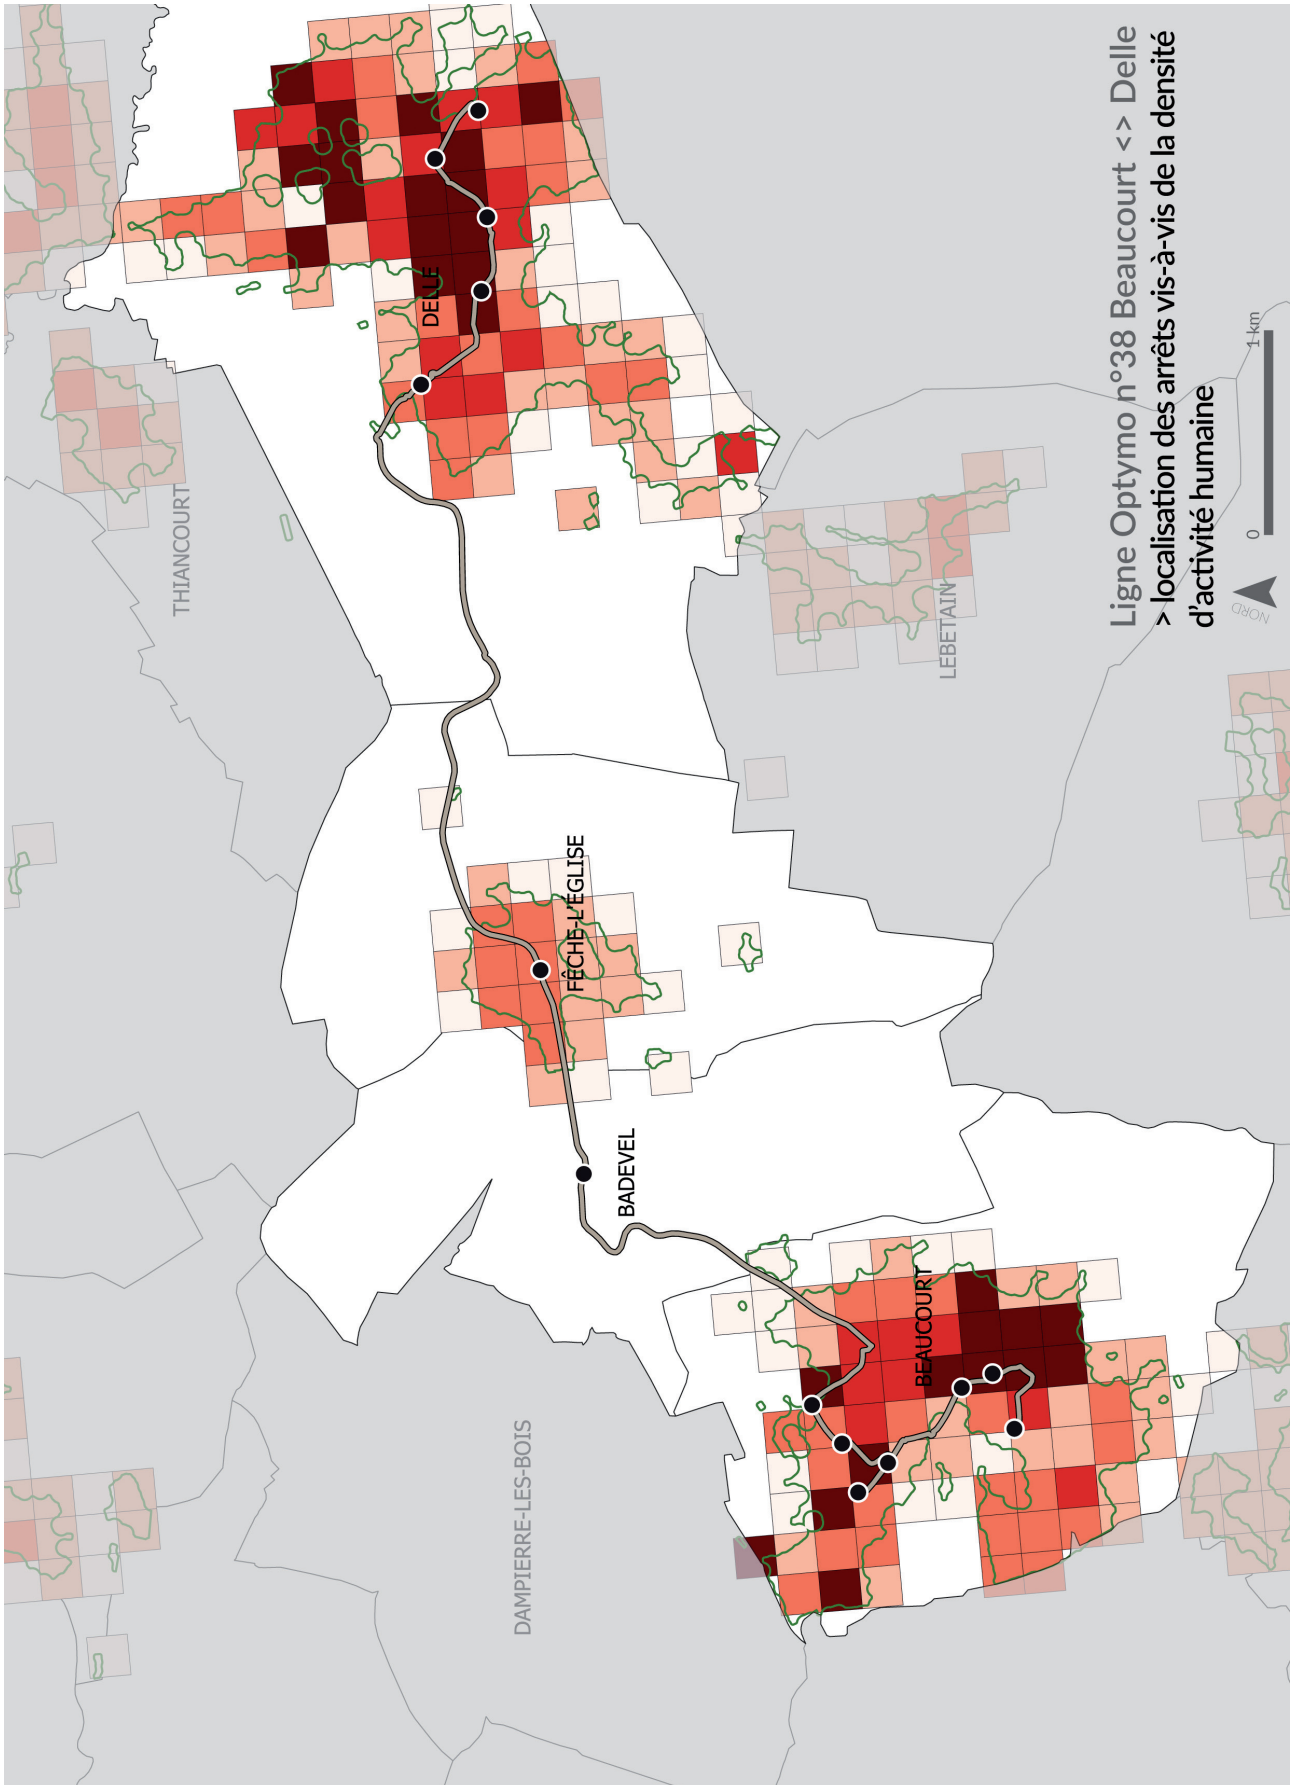 Ligne Optymo n°38 Beaucourt <> Delle
> localisation des arrêts vis-à-vis de la densité
d'activité humaine
NORD
0
1 km
THIANCOURT
DELLE
LEBETAIN
FÊCHE-L'ÉGLISE
BADEVEL
BEAUCOURT
DAMPIERRE-LES-BOIS